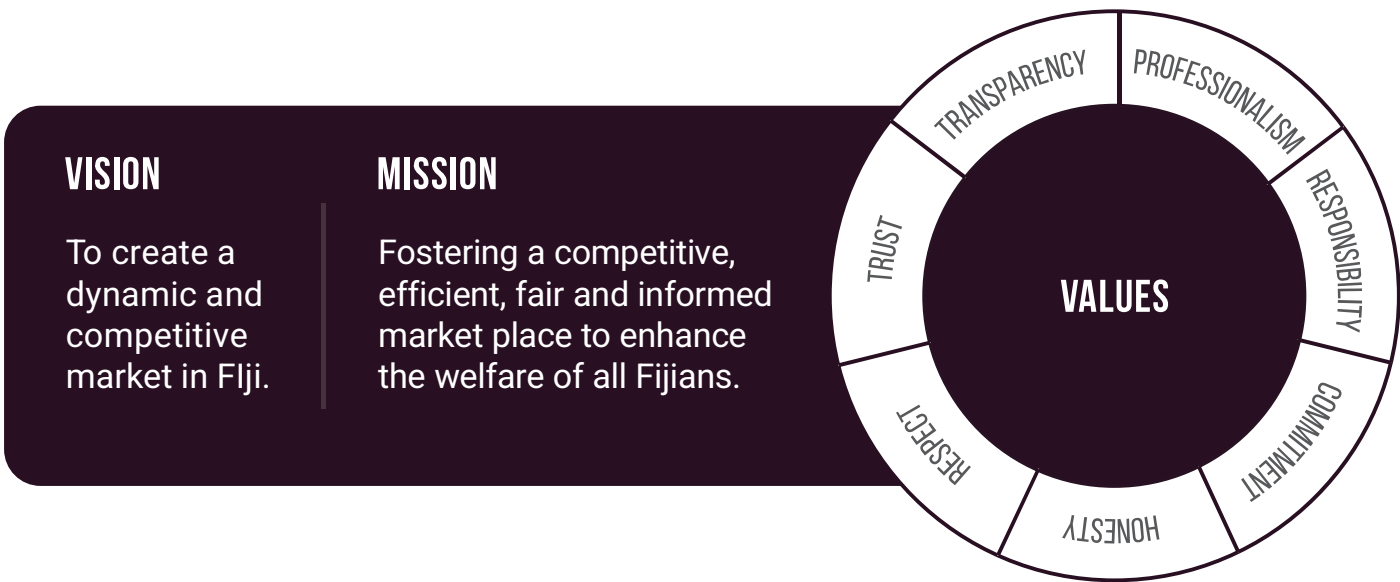 VISION
To create a
dynamic and
competitive
market in FIji.
MISSION
Fostering a competitive,
efficient, fair and informed
market place to enhance
the welfare of all Fijians.
VALUES
PROFESSIONALISM
RESPONSIBILITY
COMMITMENT
HONESTY
RESPECT
TRUST
TRANSPARENCY